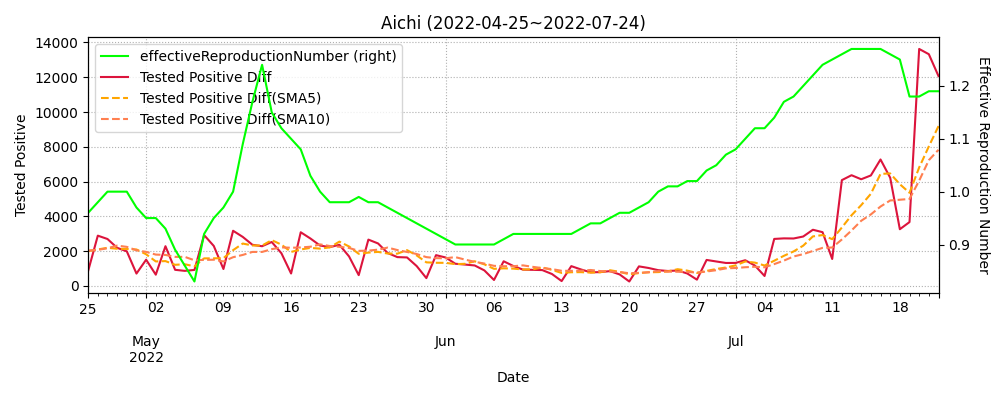 Aichi (2022-04-25~2022-07-24)
effectiveReproductionNumber (right)
Tested Positive Diff
Tested Positive Diff(SMA5)
Tested Positive Diff(SMA10)
14000
12000
10000
8000
6000
4000
2000
0
Tested Positive
1.2
1.1
1.0
0.9
Effective Reproduction Number
25 02 09 16 23 30 06 13 20 27 04 11 18
May Jun Jul
2022
Date